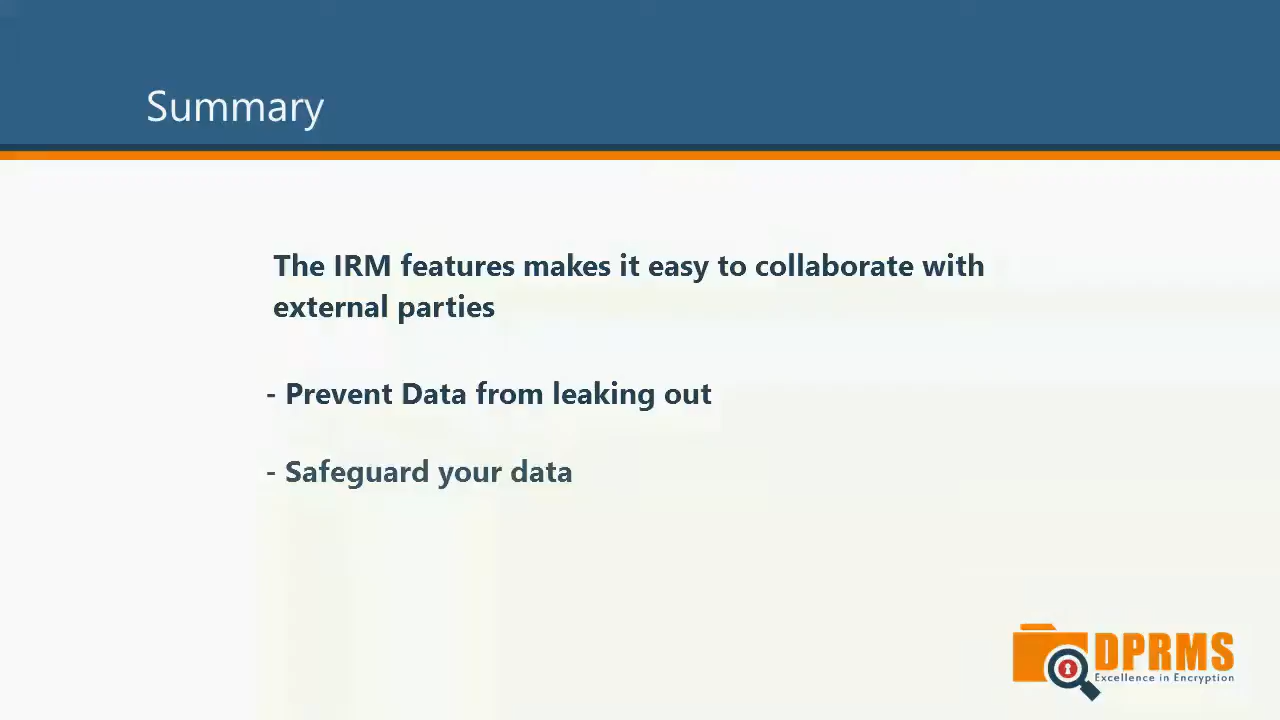 Summary
The IRM features makes it easy to collaborate with
external parties
- Prevent Data from leaking out
- Safeguard your data
DPRMS
Excellence in Encryption